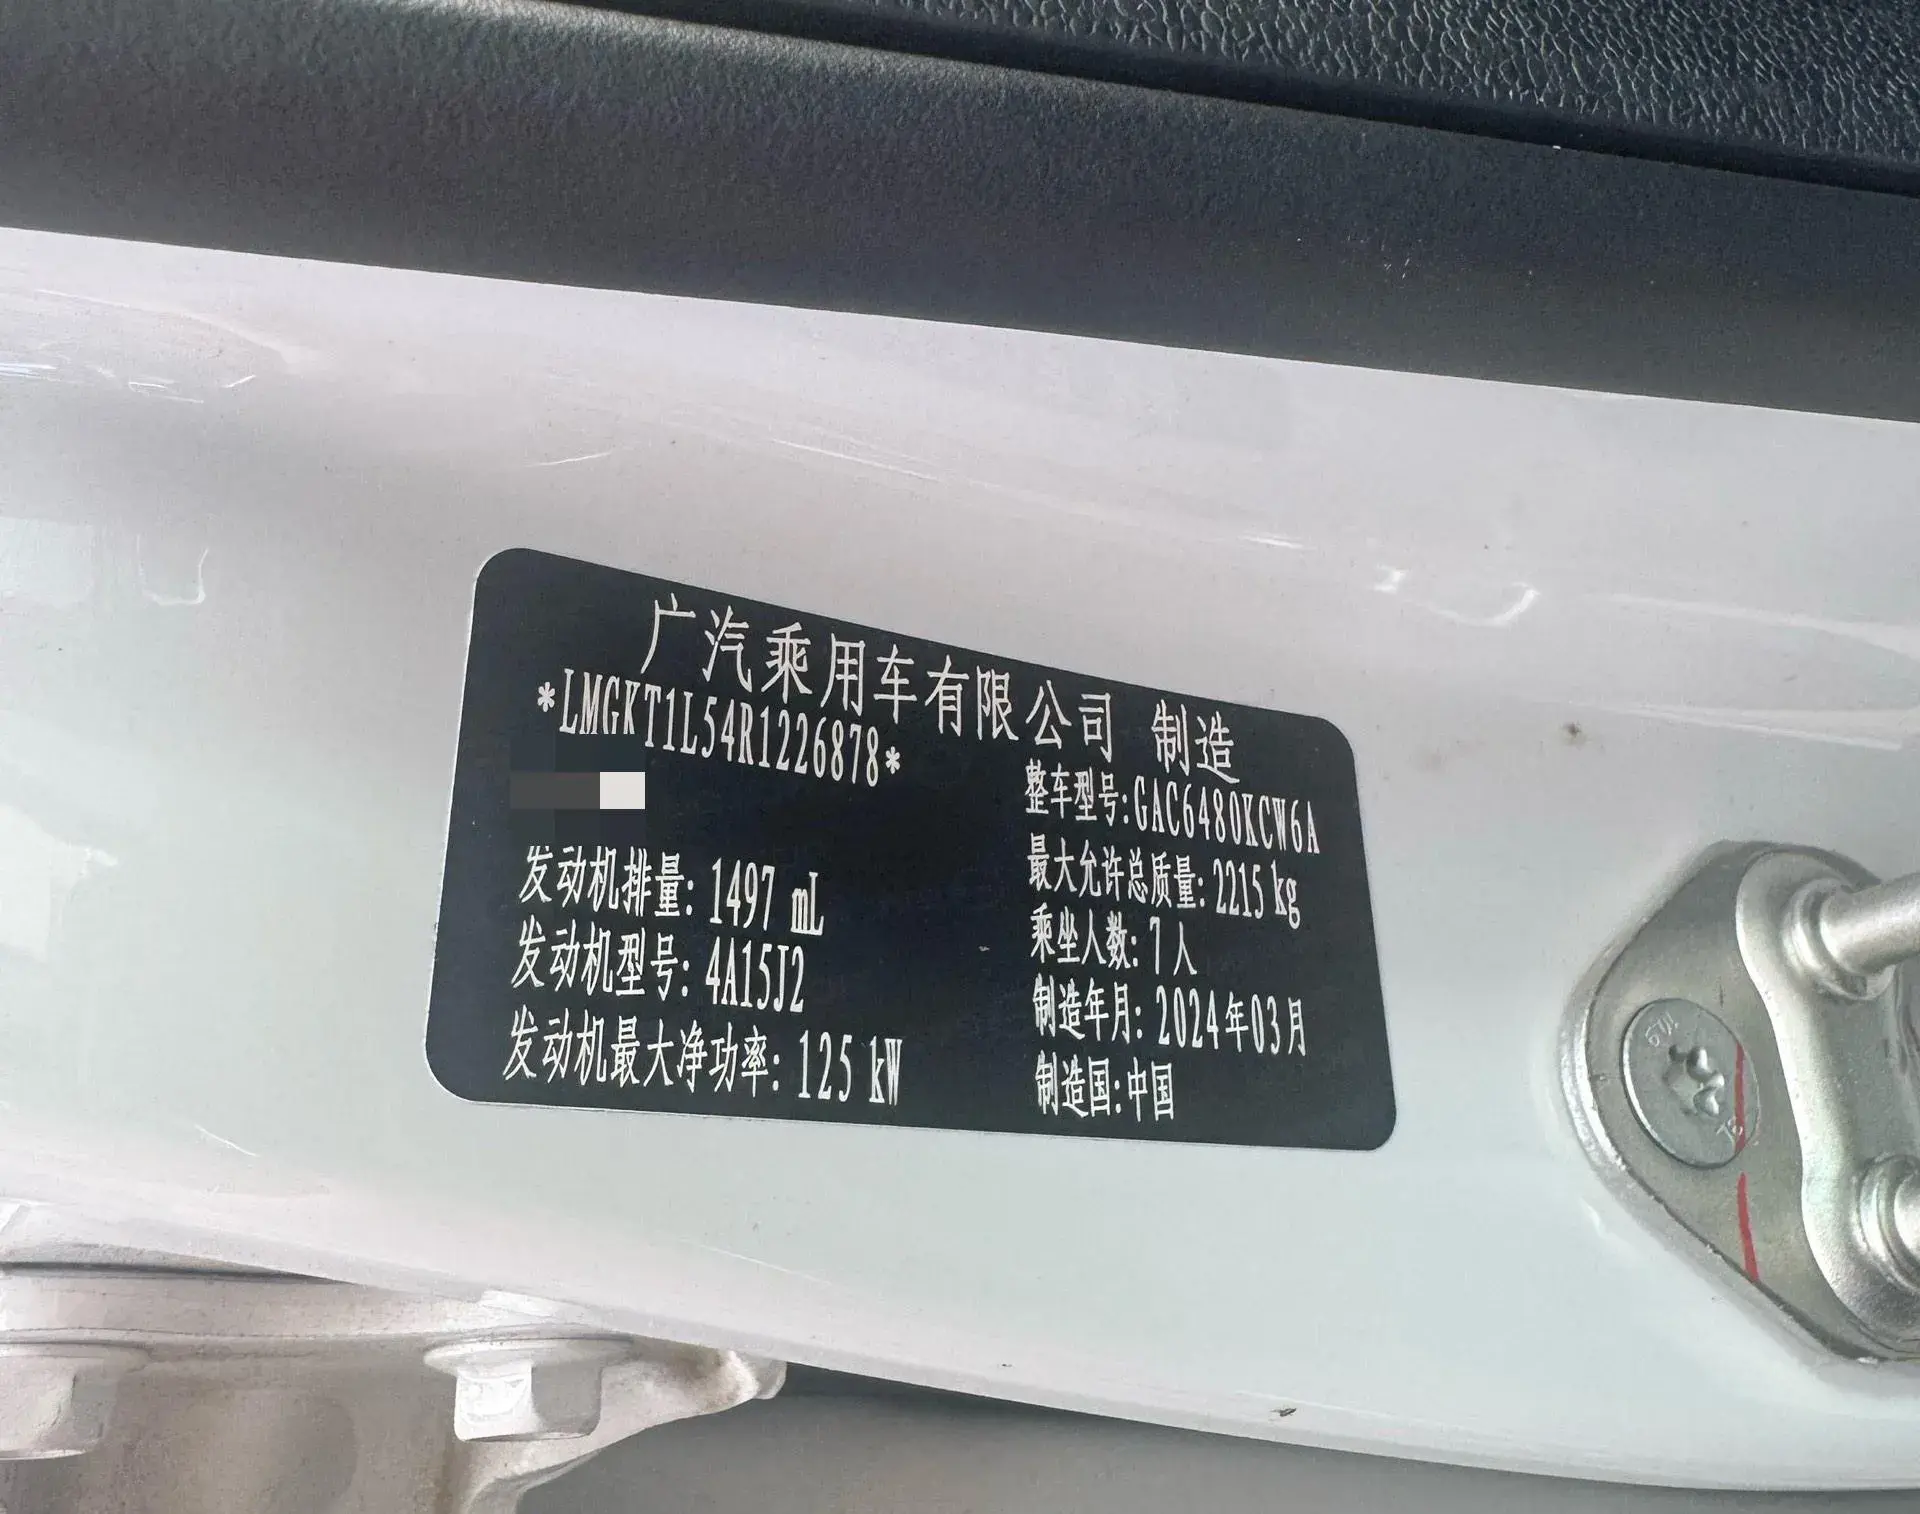 广汽乘用车有限公司 制造
*LMGKT1L54R1226878*
发动机排量: 1497 mL
发动机型号: 4A15J2
发动机最大净功率: 125 kW
整车型号:GAC6480KCW6A
最大允许总质量: 2215 kg
乘坐人数: 7人
制造年月: 2024年03月
制造国:中国